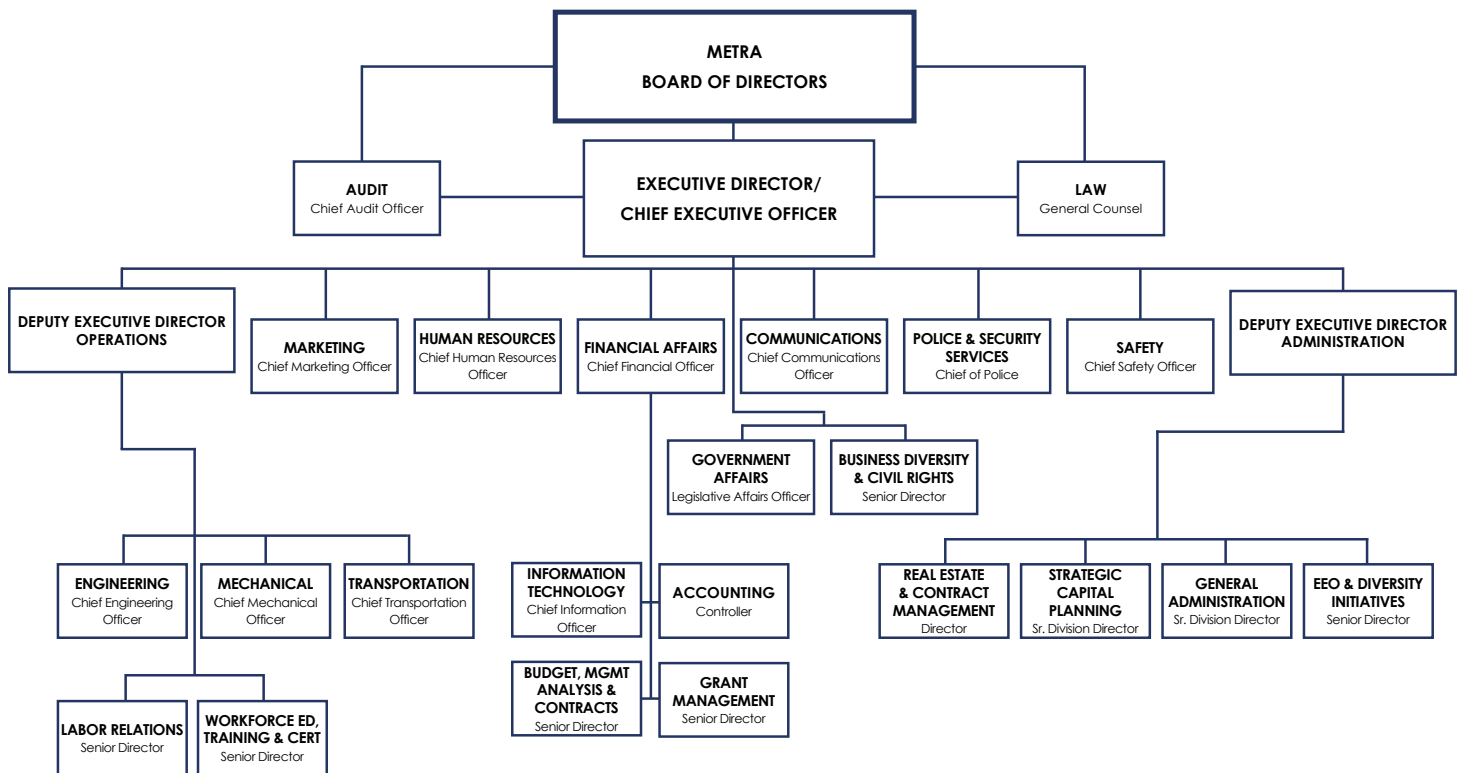 METRA
BOARD OF DIRECTORS
AUDIT
Chief Audit Officer
EXECUTIVE DIRECTOR/
CHIEF EXECUTIVE OFFICER
LAW
General Counsel
DEPUTY EXECUTIVE DIRECTOR
OPERATIONS
MARKETING
Chief Marketing Officer
HUMAN RESOURCES
Chief Human Resources
Officer
FINANCIAL AFFAIRS
Chief Financial Officer
COMMUNICATIONS
Chief Communications
Officer
POLICE & SECURITY
SERVICES
Chief of Police
SAFETY
Chief Safety Officer
DEPUTY EXECUTIVE DIRECTOR
ADMINISTRATION
GOVERNMENT
AFFAIRS
Legislative Affairs Officer
BUSINESS DIVERSITY
& CIVIL RIGHTS
Senior Director
ENGINEERING
Chief Engineering
Officer
MECHANICAL
Chief Mechanical
Officer
TRANSPORTATION
Chief Transportation
Officer
INFORMATION
TECHNOLOGY
Chief Information
Officer
ACCOUNTING
Controller
REAL ESTATE
& CONTRACT
MANAGEMENT
Director
STRATEGIC
CAPITAL
PLANNING
Sr. Division Director
GENERAL
ADMINISTRATION
Sr. Division Director
EEO & DIVERSITY
INITIATIVES
Senior Director
LABOR RELATIONS
Senior Director
WORKFORCE ED,
TRAINING & CERT
Senior Director
BUDGET, MGMT
ANALYSIS &
CONTRACTS
Senior Director
GRANT
MANAGEMENT
Senior Director